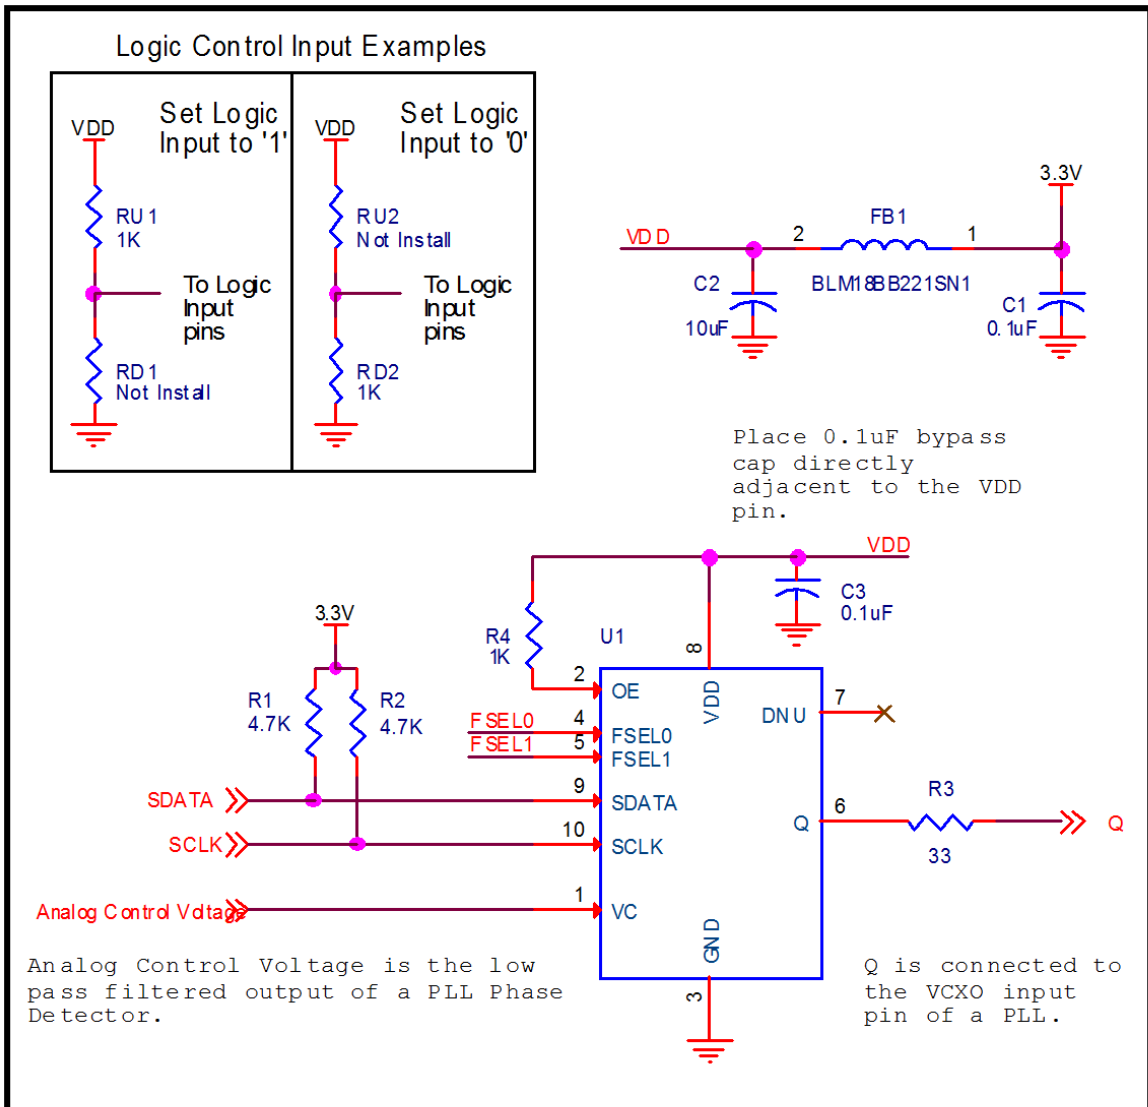 Logic Control Input Examples
Set Logic
Input to '1'
VDD
RU1
1K
To Logic
Input
pins
RD1
Not Install
Set Logic
Input to '0'
VDD
RU2
Not Install
To Logic
Input
pins
RD2
1K
3.3V
VDD
2
FB1
1
BLM18BB221SN1
C2
10uF
C1
0.1uF
Place 0.1uF bypass
cap directly
adjacent to the VDD
pin.
VDD
C3
0.1uF
3.3V
R1
4.7K
R2
4.7K
R4
1K
U1
8
VDD
2
OE
FSEL0
4
FSEL0
FSEL1
5
FSEL1
SDATA
9
SDATA
SCLK
10
SCLK
Analog Control Voltage
1
VC
7
DNU
6
Q
R3
33
Q
GND
3
Analog Control Voltage is the low
pass filtered output of a PLL Phase
Detector.
Q is connected to
the VCXO input
pin of a PLL.